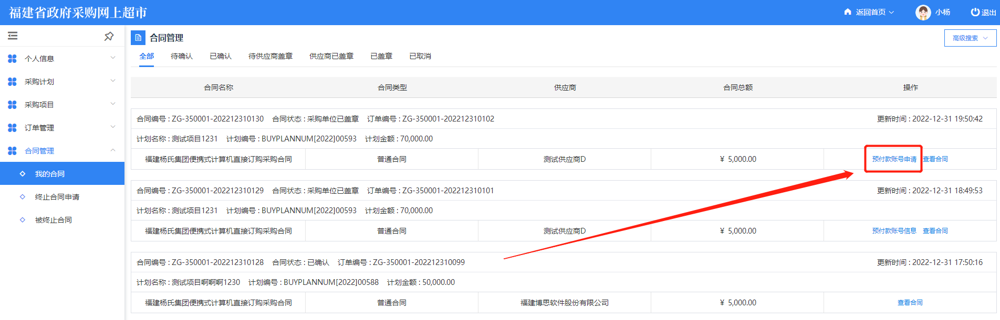 福建省政府采购网上超市
返回首页 小杨 退出
合同管理
高级搜索
个人信息
采购计划
采购项目
订单管理
合同管理
我的合同
终止合同申请
被终止合同
全部 待确认 已确认 待供应商盖章 供应商已盖章 已盖章 已取消
合同名称 合同类型 供应商 合同总额 操作
合同编号 : ZG-350001-202212310130 合同状态 : 采购单位已盖章 订单编号 : ZG-350001-202212310102 更新时间 : 2022-12-31 19:50:42
计划名称 : 测试项目1231 计划编号 : BUYPLANNUM[2022]00593 计划金额 : 70,000.00
福建杨氏集团便携式计算机直接订购采购合同 普通合同 测试供应商D ¥ 5,000.00 预付款账号申请 查看合同
合同编号 : ZG-350001-202212310129 合同状态 : 采购单位已盖章 订单编号 : ZG-350001-202212310101 更新时间 : 2022-12-31 18:49:53
计划名称 : 测试项目1231 计划编号 : BUYPLANNUM[2022]00593 计划金额 : 70,000.00
福建杨氏集团便携式计算机直接订购采购合同 普通合同 测试供应商D ¥ 5,000.00 预付款账号信息 查看合同
合同编号 : ZG-350001-202212310128 合同状态 : 已确认 订单编号 : ZG-350001-202212310099 更新时间 : 2022-12-31 17:50:16
计划名称 : 测试项目啊啊啊1230 计划编号 : BUYPLANNUM[2022]00588 计划金额 : 50,000.00
福建杨氏集团便携式计算机直接订购采购合同 普通合同 福建博思软件股份有限公司 ¥ 5,000.00 查看合同